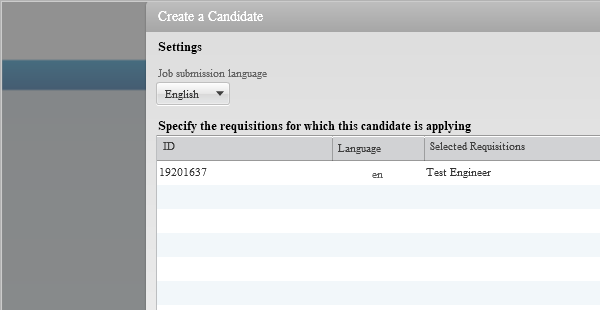 Create a Candidate
Settings
Job submission language
English
Specify the requisitions for which this candidate is applying
ID Language Selected Requisitions
19201637 en Test Engineer